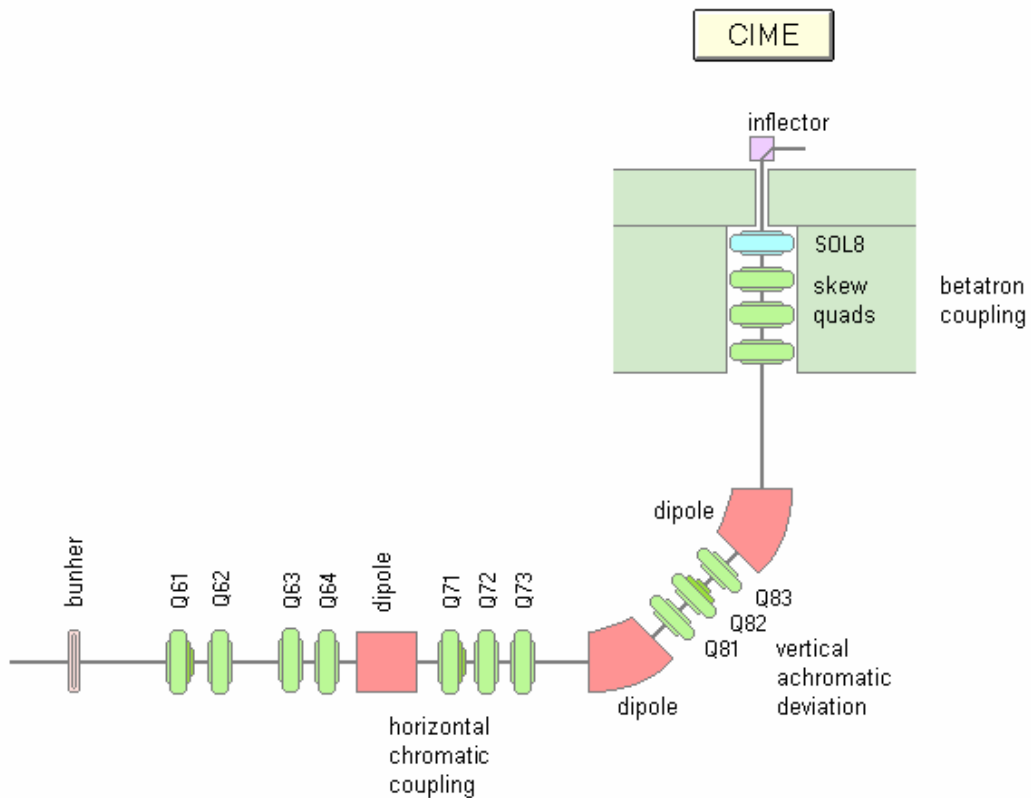 CIME
inflector
SOL8
skew
quads
betatron
coupling
dipole
bunher
Q61
Q62
Q63
Q64
dipole
Q71
Q72
Q73
Q83
Q82
Q81
vertical
achromatic
deviation
dipole
horizontal
chromatic
coupling